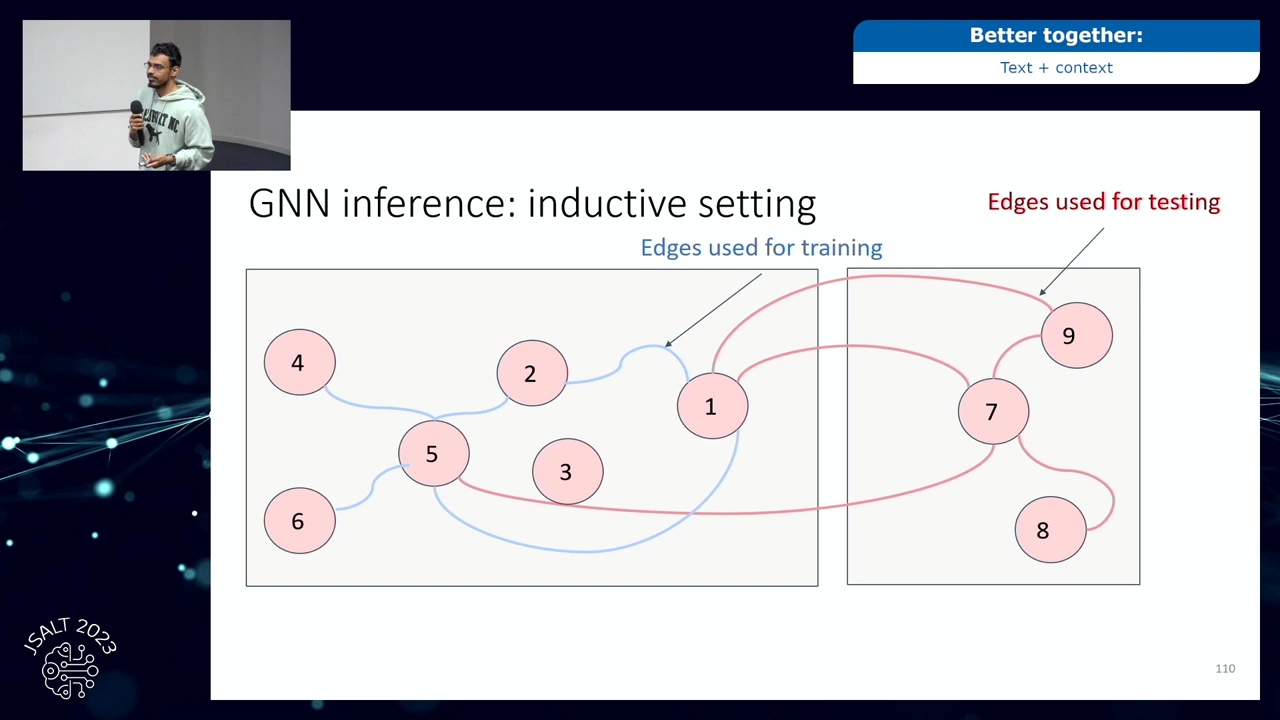 Better together:
Text + context
GNN inference: inductive setting
Edges used for testing
Edges used for training
4
2
1
9
7
5
3
6
8
110
JSALT 2023